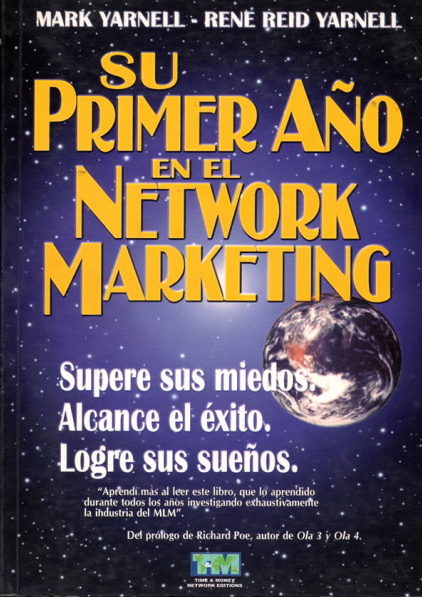 MARK YARNELL - RENÉ REID YARNELL
SU
PRIMER AÑO
EN EL
NETWORK
MARKETING
Supere sus miedos.
Alcance el éxito.
Logre sus sueños.
"Aprendí más al leer este libro, que lo aprendido
durante todos los años investigando exhaustivamente
la industria del MLM".
Del prólogo de Richard Poe, autor de Ola 3 y Ola 4.
T&M
TIME & MONEY
NETWORK EDITIONS